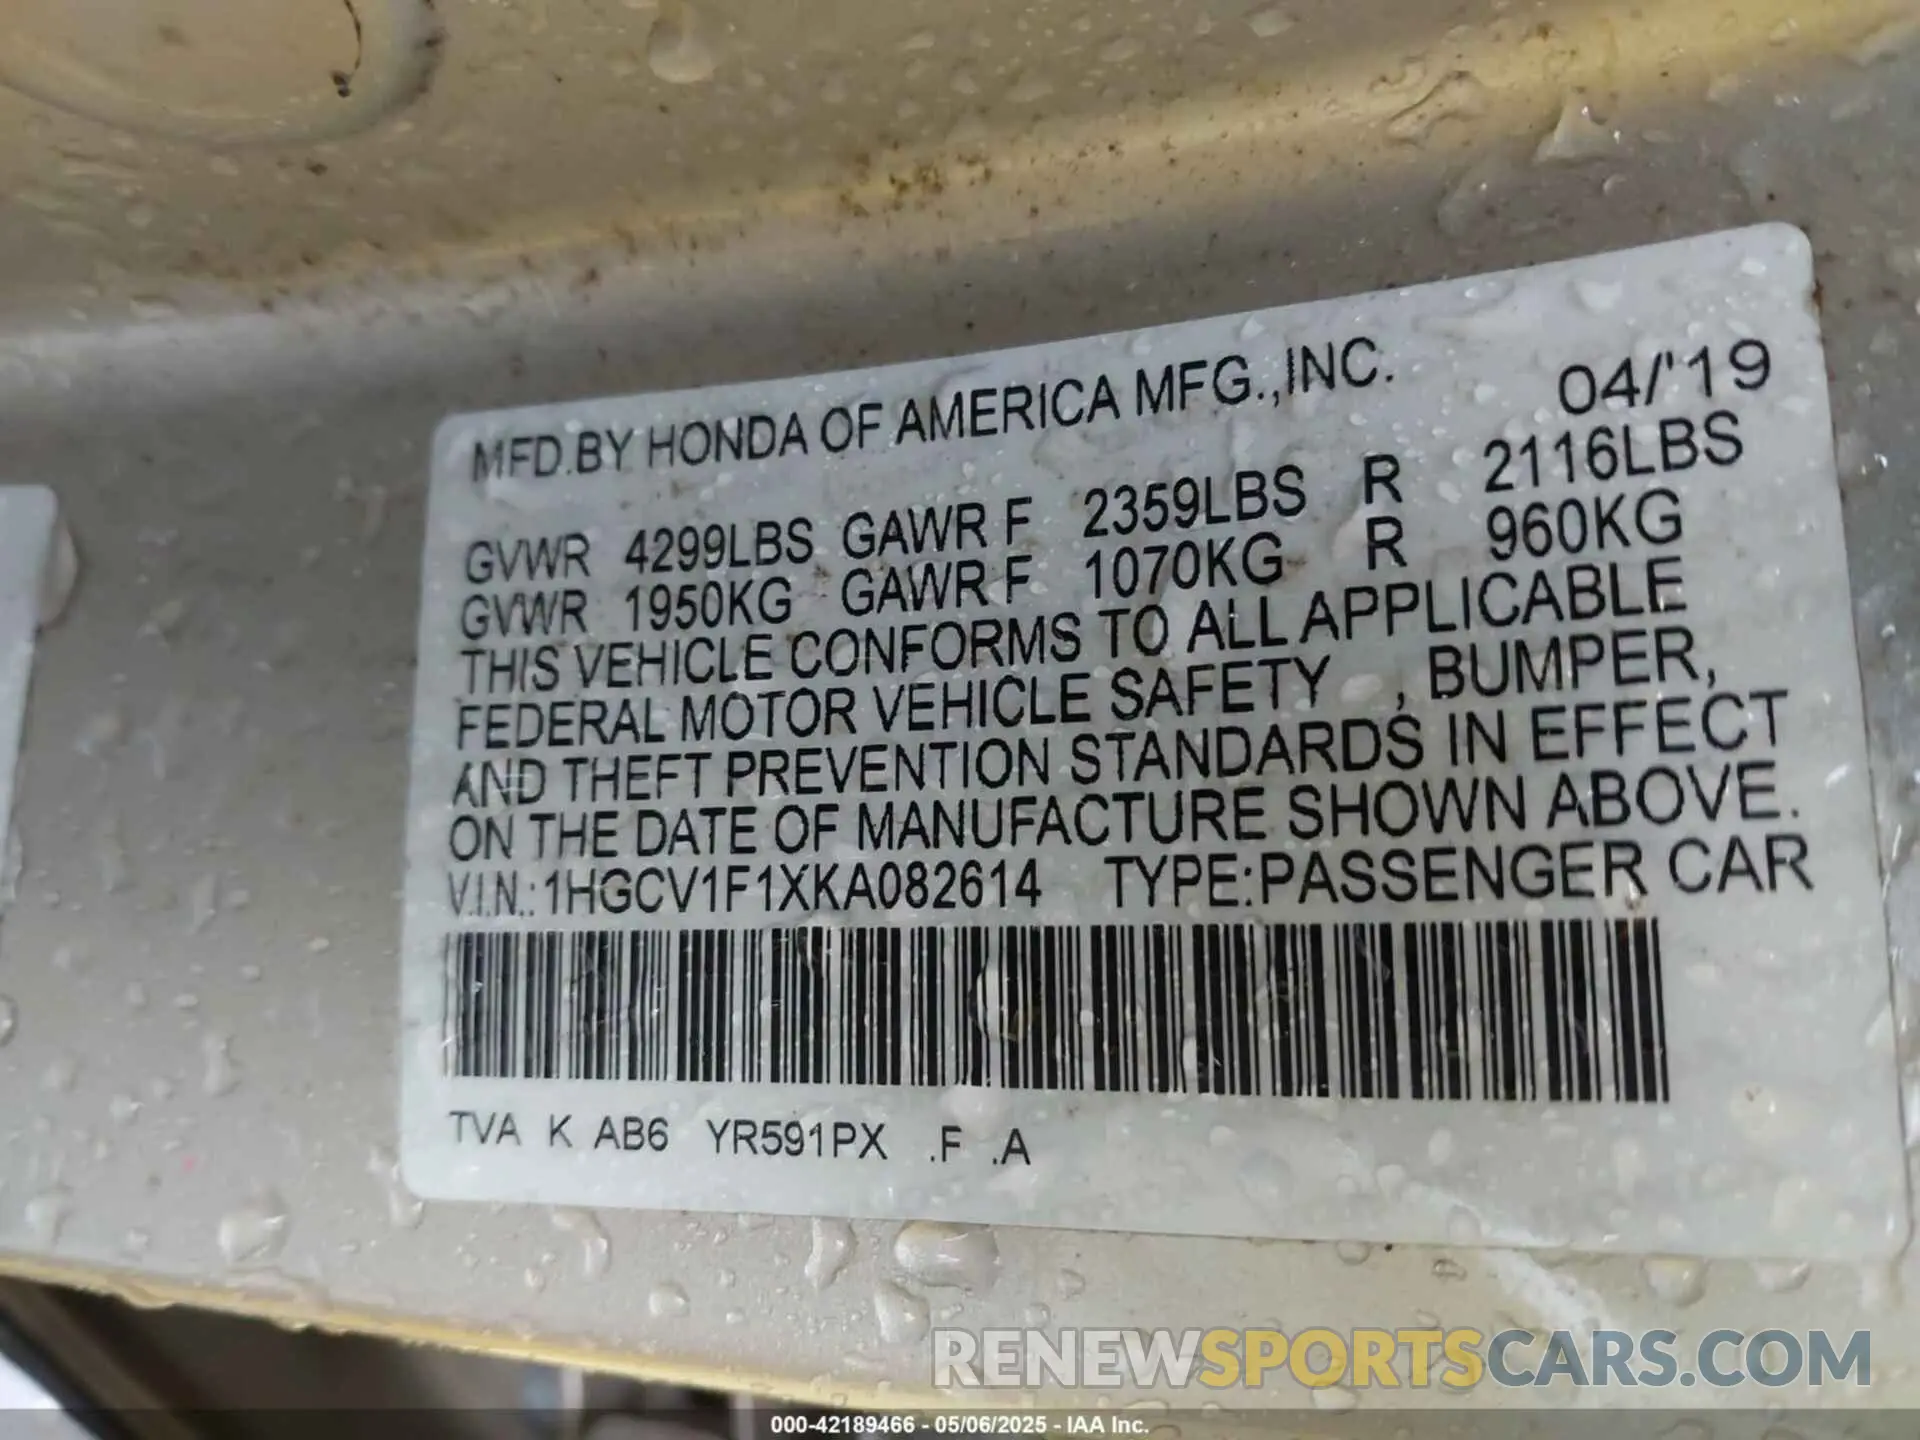 MFD.BY HONDA OF AMERICA MFG.,INC. 04/'19
GVWR 4299LBS GAWR F 2359LBS R 2116LBS
GVWR 1950KG GAWR F 1070KG R 960KG
THIS VEHICLE CONFORMS TO ALL APPLICABLE
FEDERAL MOTOR VEHICLE SAFETY , BUMPER,
AND THEFT PREVENTION STANDARDS IN EFFECT
ON THE DATE OF MANUFACTURE SHOWN ABOVE.
V.I.N.:1HGCV1F1XKA082614 TYPE:PASSENGER CAR
TVA K AB6 YR591PX .F .A
RENEWSPORTSCARS.COM
000-42189466 - 05/06/2025 - IAA Inc.